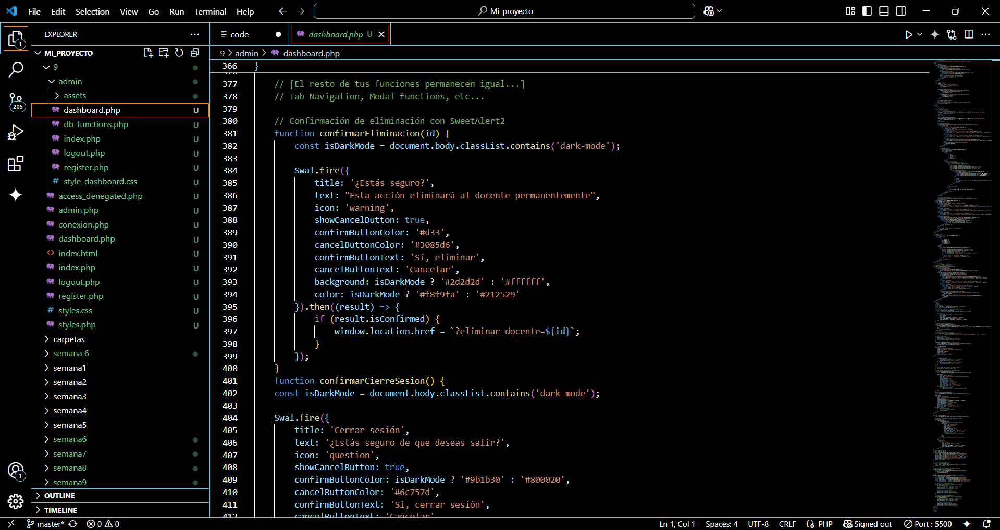 File Edit Selection View Go Run Terminal Help
Mi_proyecto
EXPLORER
MI_PROYECTO
9
admin
assets
dashboard.php U
db_functions.php U
index.php U
logout.php U
register.php U
# style_dashboard.css U
access_denegated.php U
admin.php U
conexion.php U
dashboard.php U
<> index.html U
index.php U
logout.php U
register.php U
# styles.css U
styles.php U
carpetas
semana 6
semana1
semana2
semana3
semana4
semana5
semana6
semana7
semana8
semana9
OUTLINE
TIMELINE
1
205
1
code
dashboard.php U
9 > admin > dashboard.php
366 }
377 // [El resto de tus funciones permanecen igual...]
378 // Tab Navigation, Modal functions, etc...
379
380 // Confirmación de eliminación con SweetAlert2
381 function confirmarEliminacion(id) {
382 const isDarkMode = document.body.classList.contains('dark-mode');
383
384 Swal.fire({
385 title: '¿Estás seguro?',
386 text: "Esta acción eliminará al docente permanentemente",
387 icon: 'warning',
388 showCancelButton: true,
389 confirmButtonColor: '#d33',
390 cancelButtonColor: '#3085d6',
391 confirmButtonText: 'Sí, eliminar',
392 cancelButtonText: 'Cancelar',
393 background: isDarkMode ? '#2d2d2d' : '#ffffff',
394 color: isDarkMode ? '#f8f9fa' : '#212529'
395 }).then((result) => {
396 if (result.isConfirmed) {
397 window.location.href = `?eliminar_docente=${id}`;
398 }
399 });
400 }
401 function confirmarCierreSesion() {
402 const isDarkMode = document.body.classList.contains('dark-mode');
403
404 Swal.fire({
405 title: 'Cerrar sesión',
406 text: '¿Estás seguro de que deseas salir?',
407 icon: 'question',
408 showCancelButton: true,
409 confirmButtonColor: isDarkMode ? '#9b1b30' : '#800020',
410 cancelButtonColor: '#6c757d',
411 confirmButtonText: 'Sí, cerrar sesión',
412 cancelButtonText: 'Cancelar'
master* 0 0
Ln 1, Col 1 Spaces: 4 UTF-8 CRLF PHP Signed out Port : 5500